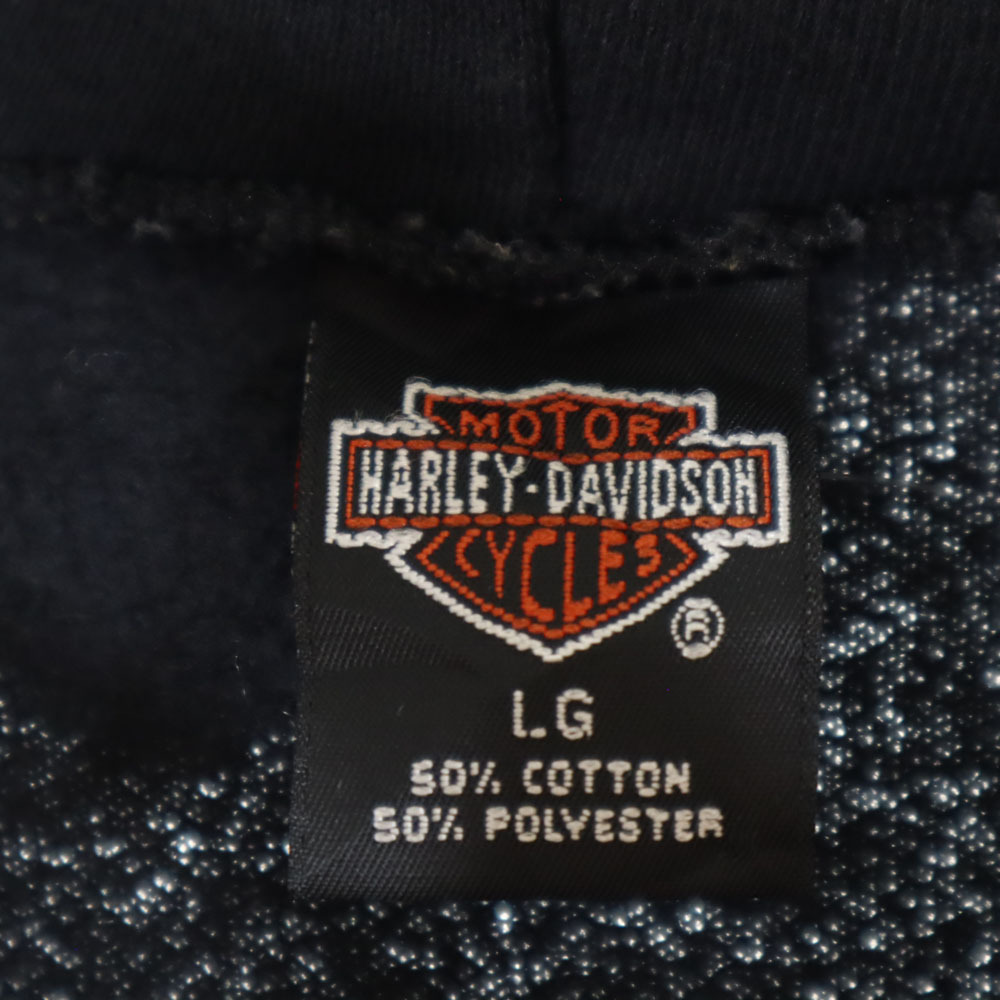 MOTOR
HARLEY-DAVIDSON
CYCLES
®
LG
50% COTTON
50% POLYESTER